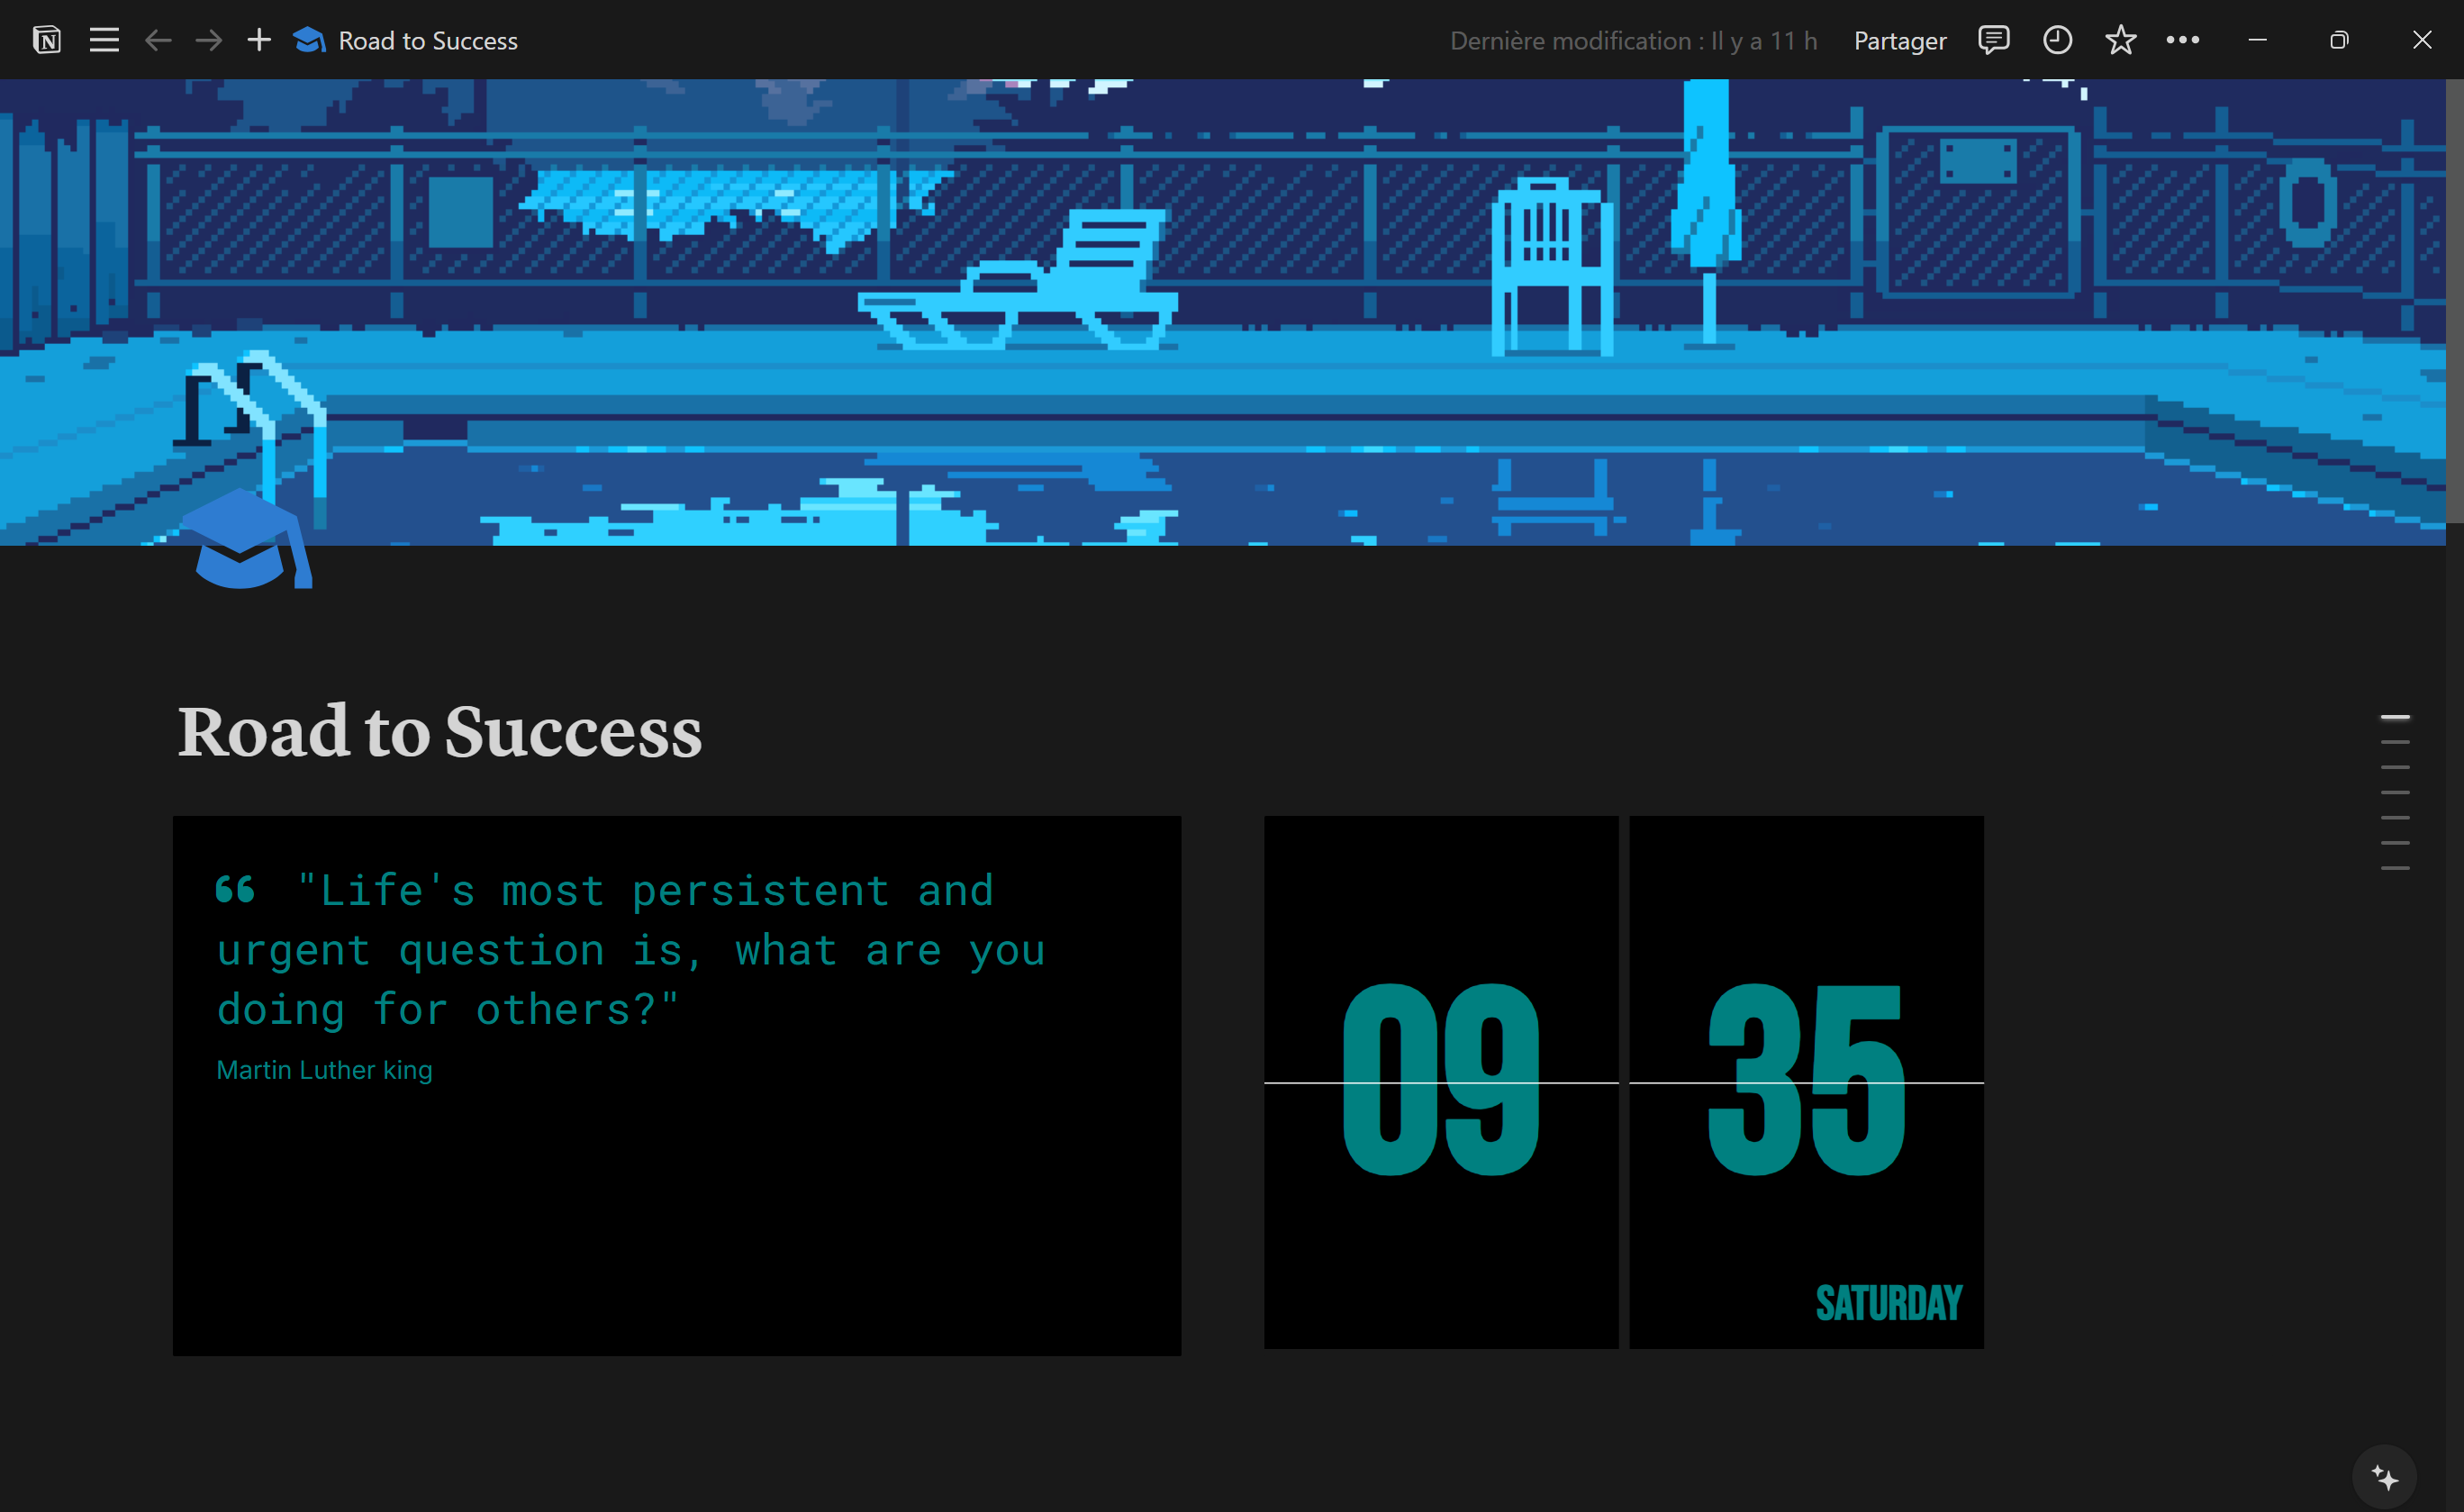 Road to Success
Dernière modification : Il y a 11 h
Partager
Road to Success
"Life's most persistent and
urgent question is, what are you
doing for others?"
Martin Luther king
09
35
SATURDAY